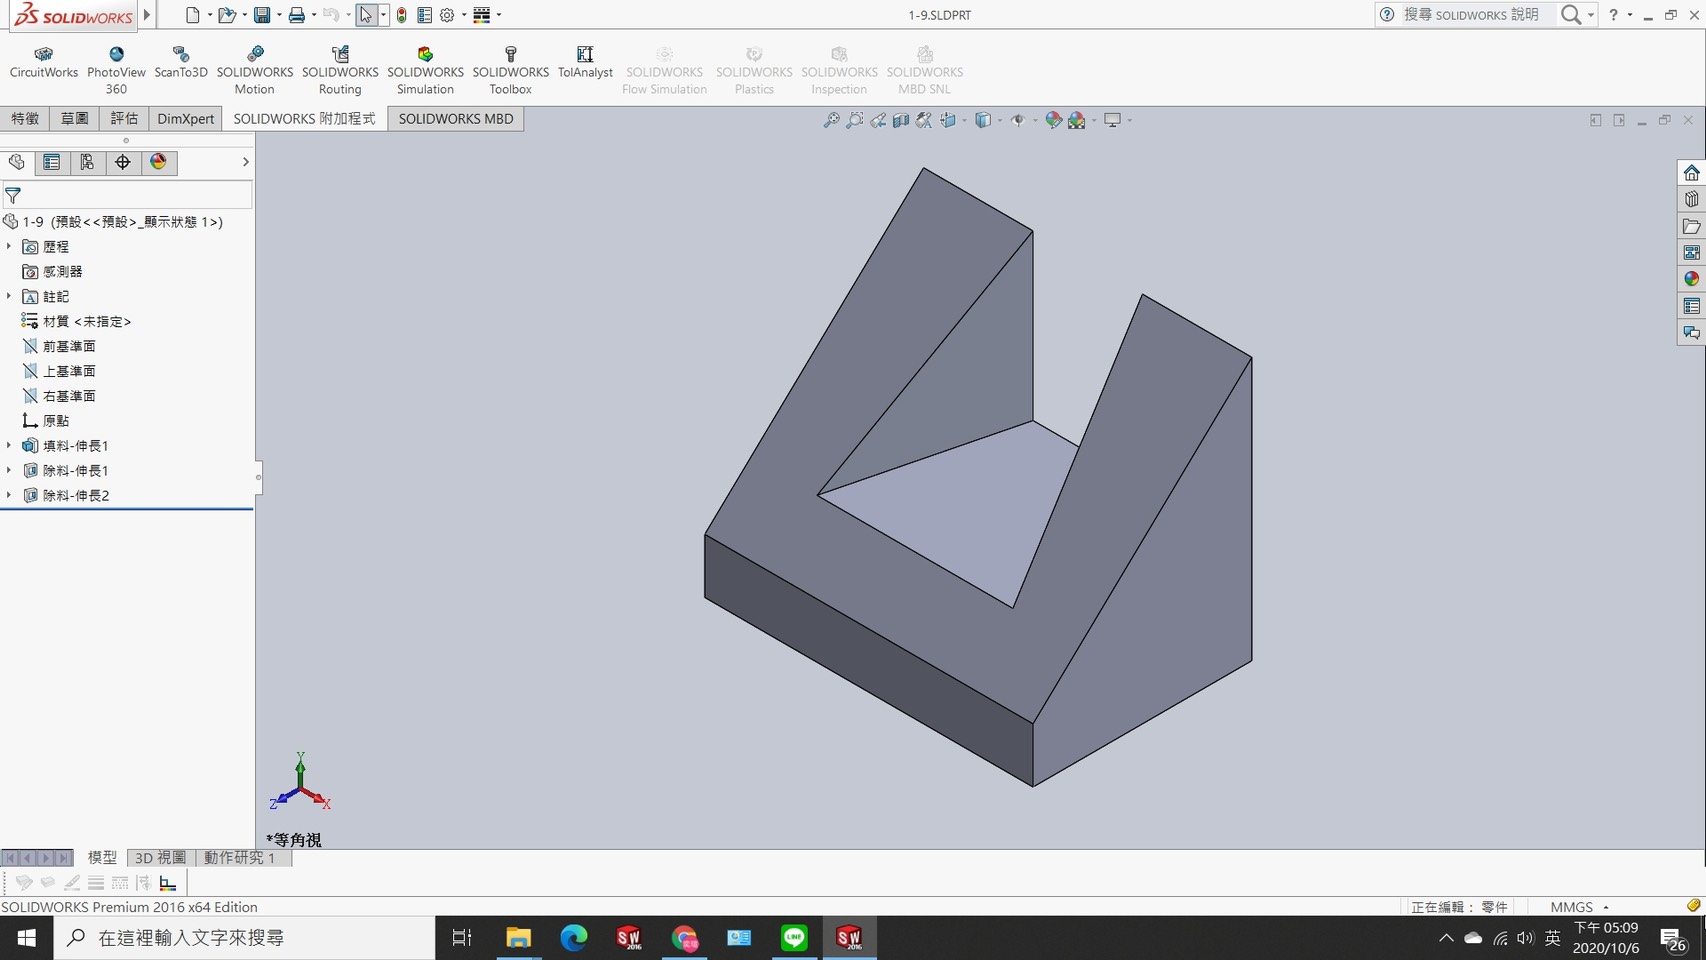 SOLIDWORKS
1-9.SLDPRT
搜尋 SOLIDWORKS 說明
CircuitWorks
PhotoView 360
ScanTo3D
SOLIDWORKS Motion
SOLIDWORKS Routing
SOLIDWORKS Simulation
SOLIDWORKS Toolbox
TolAnalyst
SOLIDWORKS Flow Simulation
SOLIDWORKS Plastics
SOLIDWORKS Inspection
SOLIDWORKS MBD SNL
特徵
草圖
評估
DimXpert
SOLIDWORKS 附加程式
SOLIDWORKS MBD
1-9 (預設<<預設>_顯示狀態 1>)
歷程
感測器
註記
材質 <未指定>
前基準面
上基準面
右基準面
原點
填料-伸長1
除料-伸長1
除料-伸長2
Y
Z
X
*等角視
模型
3D 視圖
動作研究 1
SOLIDWORKS Premium 2016 x64 Edition
正在編輯： 零件
MMGS
在這裡輸入文字來搜尋
SW 2016
LINE
SW 2016
英
下午 05:09
2020/10/6
26